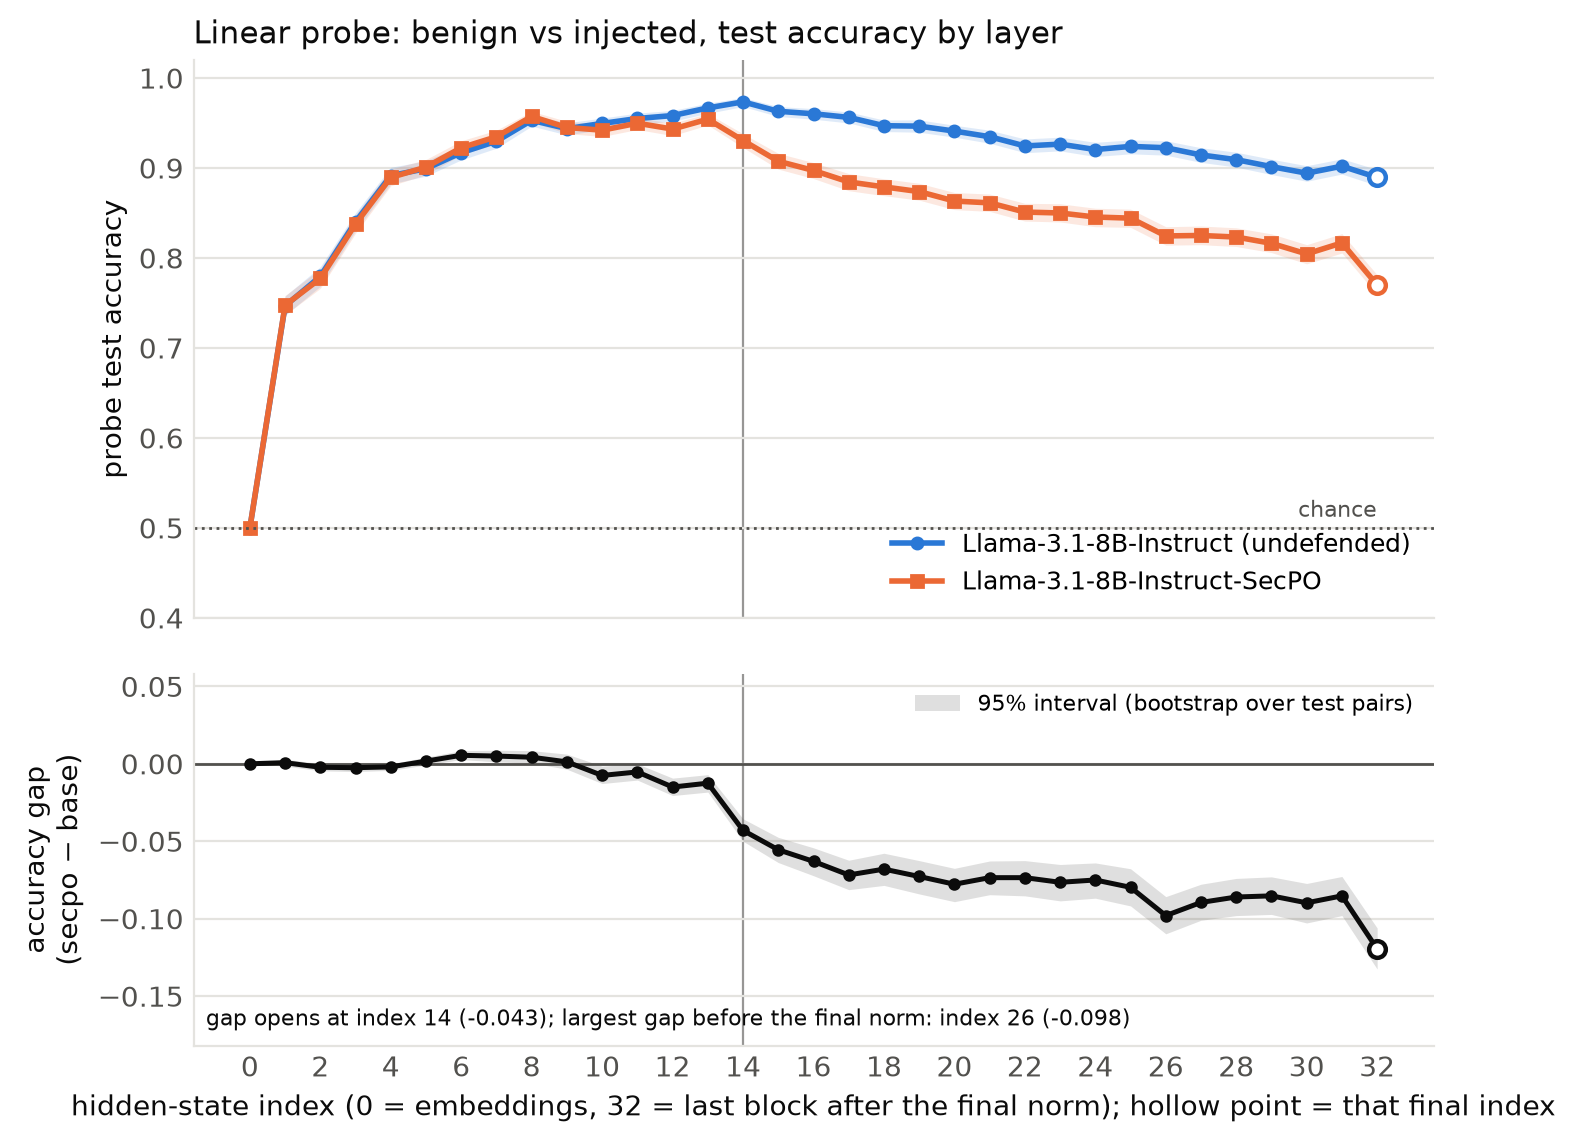 Linear probe: benign vs injected, test accuracy by layer
1.0
0.9
0.8
0.7
0.6
0.5
0.4
probe test accuracy
chance
Llama-3.1-8B-Instruct (undefended)
Llama-3.1-8B-Instruct-SecPO
0.05
0.00
−0.05
−0.10
−0.15
accuracy gap
(secpo − base)
95% interval (bootstrap over test pairs)
gap opens at index 14 (-0.043); largest gap before the final norm: index 26 (-0.098)
0 2 4 6 8 10 12 14 16 18 20 22 24 26 28 30 32
hidden-state index (0 = embeddings, 32 = last block after the final norm); hollow point = that final index